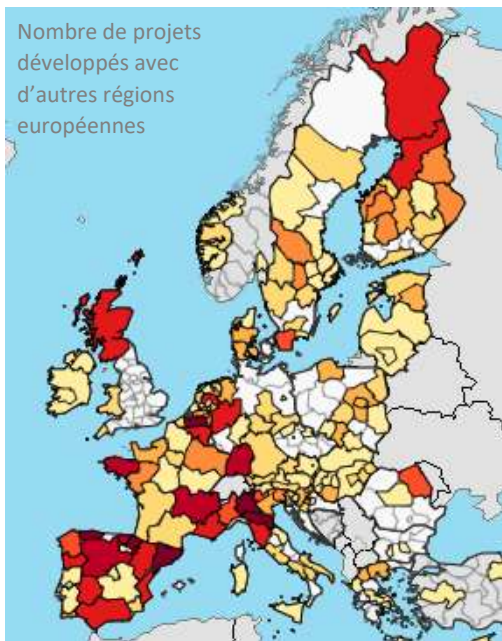 Nombre de projets
développés avec
d'autres régions
européennes